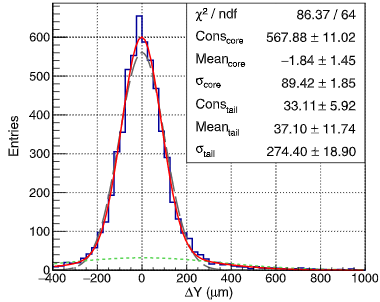 χ² / ndf 86.37 / 64
Cons_core 567.88 ± 11.02
Mean_core −1.84 ± 1.45
σ_core 89.42 ± 1.85
Cons_tail 33.11 ± 5.92
Mean_tail 37.10 ± 11.74
σ_tail 274.40 ± 18.90
Entries
600
500
400
300
200
100
0
−400 −200 0 200 400 600 800 1000
ΔY (μm)